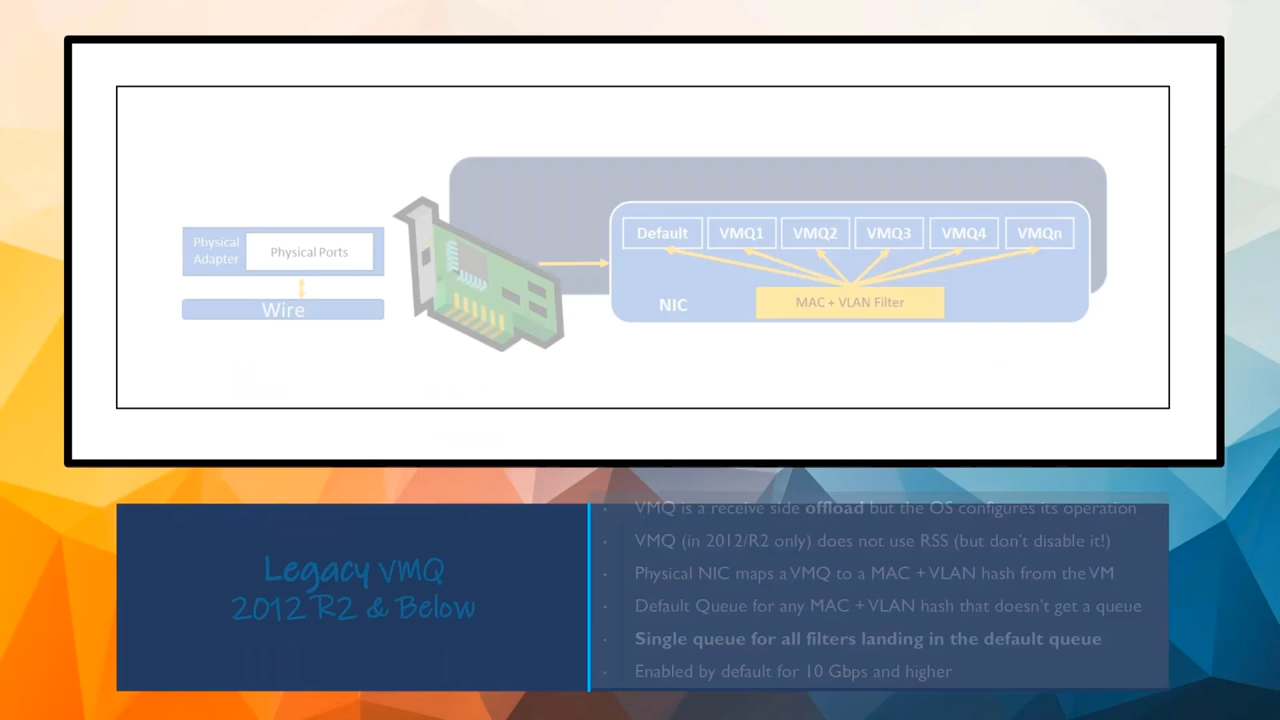 Physical
Adapter
Physical Ports
Wire
Default
VMQ1
VMQ2
VMQ3
VMQ4
VMQn
MAC + VLAN Filter
NIC
Legacy VMQ
2012 R2 & Below
• VMQ is a receive side offload but the OS configures its operation
• VMQ (in 2012/R2 only) does not use RSS (but don't disable it!)
• Physical NIC maps a VMQ to a MAC + VLAN hash from the VM
• Default Queue for any MAC + VLAN hash that doesn't get a queue
• Single queue for all filters landing in the default queue
• Enabled by default for 10 Gbps and higher